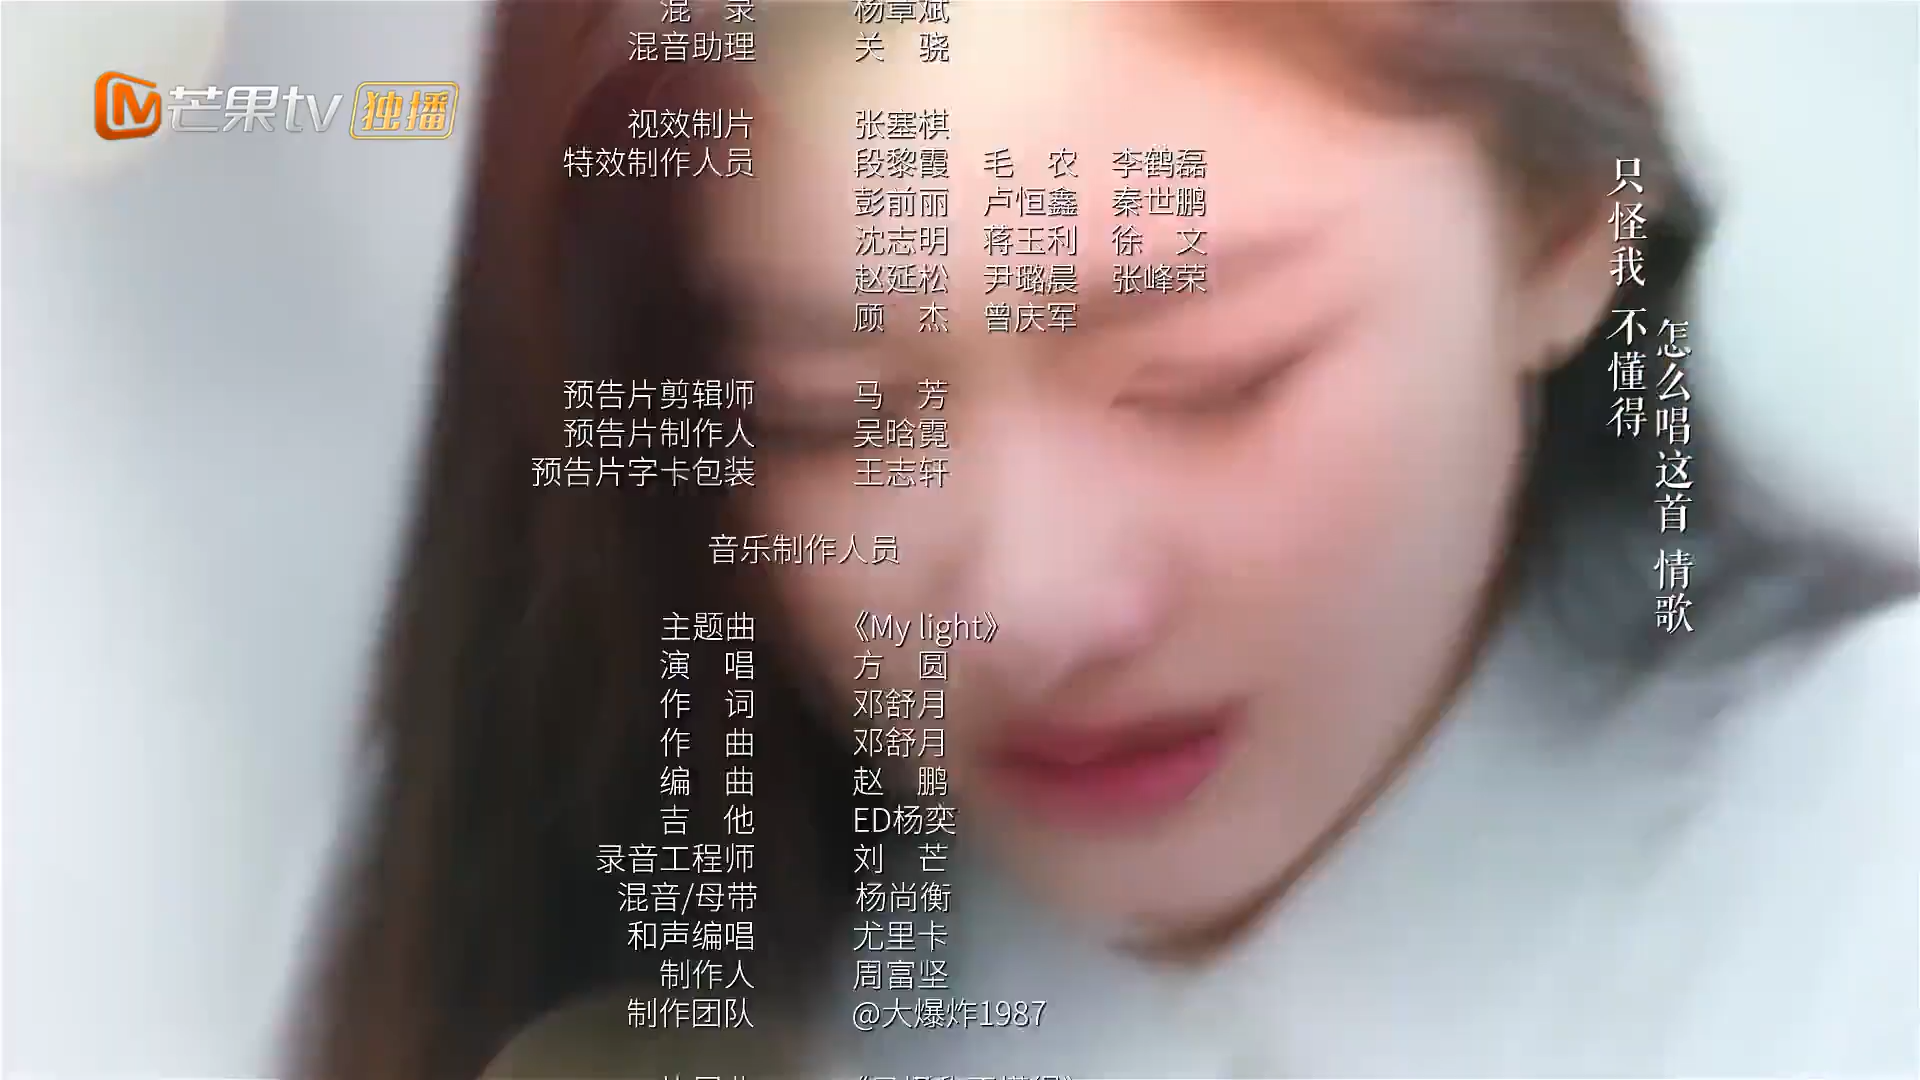 混　录　杨章斌
混音助理　关　骁
芒果tv 独播
视效制片　张塞棋
特效制作人员　段黎霞　毛　农　李鹤磊
彭前丽　卢恒鑫　秦世鹏
沈志明　蒋玉利　徐　文
赵延松　尹璐晨　张峰荣
顾　杰　曾庆军
预告片剪辑师　马　芳
预告片制作人　吴晗霓
预告片字卡包装　王志轩
音乐制作人员
主题曲　《My light》
演　唱　方　圆
作　词　邓舒月
作　曲　邓舒月
编　曲　赵　鹏
吉　他　ED杨奕
录音工程师　刘　芒
混音/母带　杨尚衡
和声编唱　尤里卡
制作人　周富坚
制作团队　@大爆炸1987
只怪我 不懂得
怎么唱这首 情歌